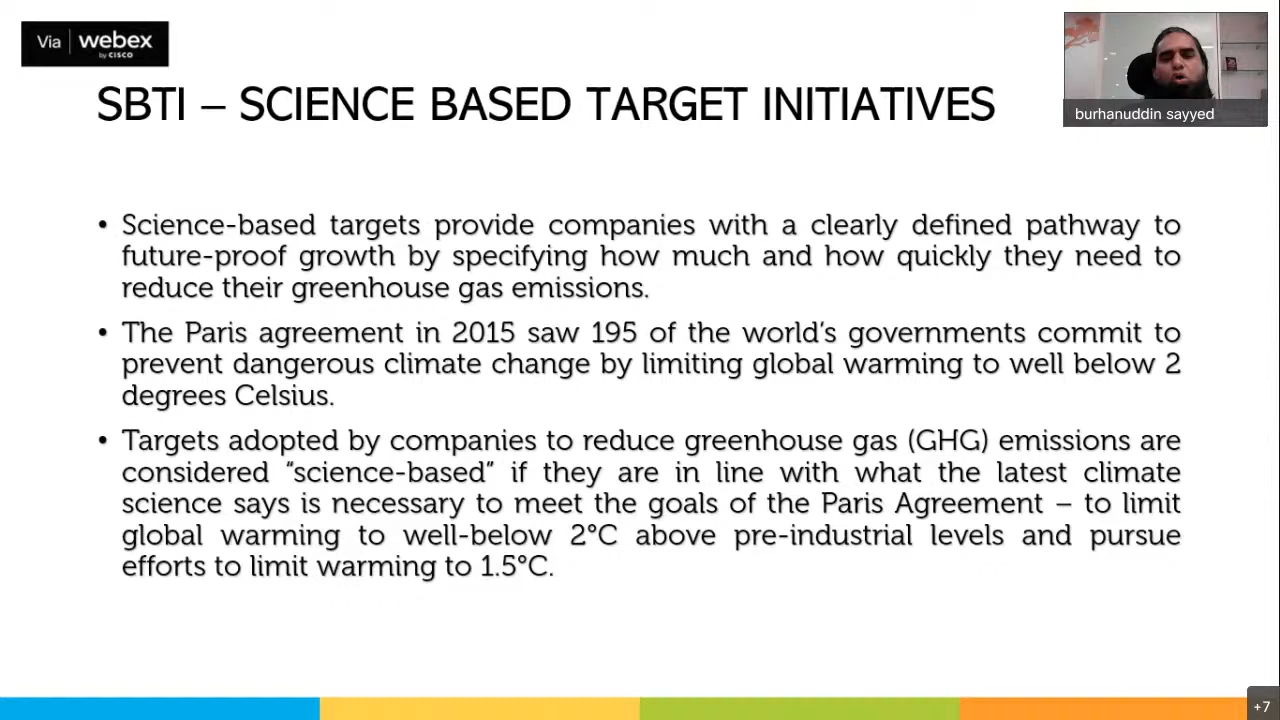 Via webex
by CISCO
burhanuddin sayyed
SBTI – SCIENCE BASED TARGET INITIATIVES
• Science-based targets provide companies with a clearly defined pathway to
future-proof growth by specifying how much and how quickly they need to
reduce their greenhouse gas emissions.
• The Paris agreement in 2015 saw 195 of the world’s governments commit to
prevent dangerous climate change by limiting global warming to well below 2
degrees Celsius.
• Targets adopted by companies to reduce greenhouse gas (GHG) emissions are
considered “science-based” if they are in line with what the latest climate
science says is necessary to meet the goals of the Paris Agreement – to limit
global warming to well-below 2°C above pre-industrial levels and pursue
efforts to limit warming to 1.5°C.
+7